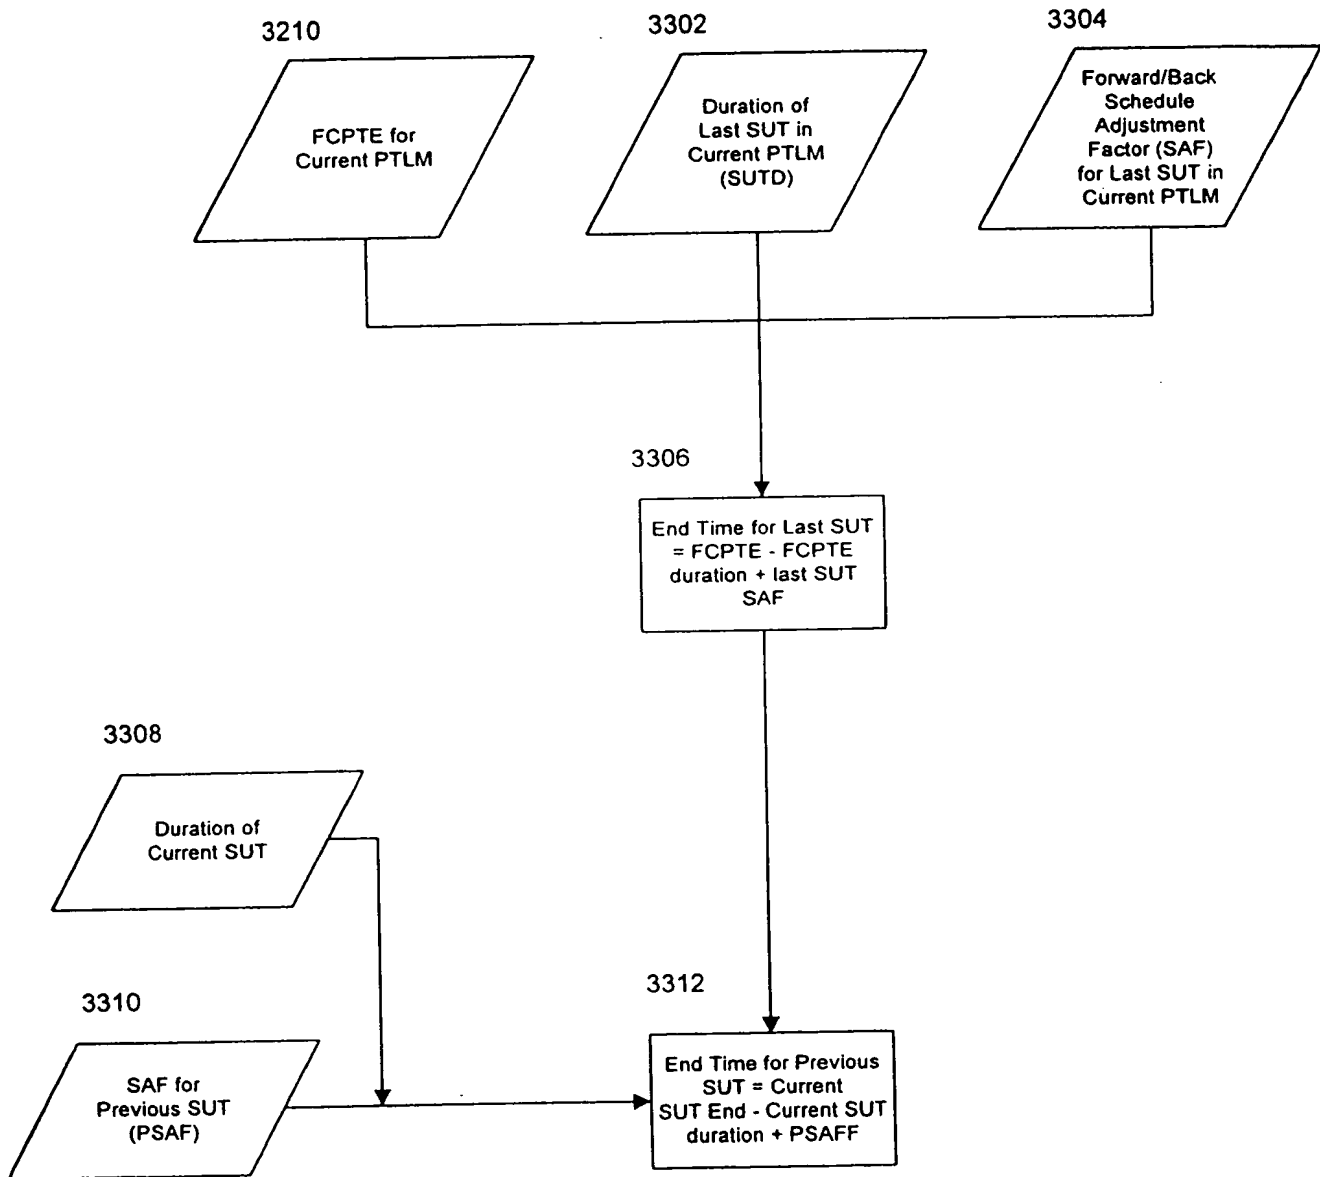 3210
FCPTE for
Current PTLM
3302
Duration of
Last SUT in
Current PTLM
(SUTD)
3304
Forward/Back
Schedule
Adjustment
Factor (SAF)
for Last SUT in
Current PTLM
3306
End Time for Last SUT
= FCPTE - FCPTE
duration + last SUT
SAF
3308
Duration of
Current SUT
3310
SAF for
Previous SUT
(PSAF)
3312
End Time for Previous
SUT = Current
SUT End - Current SUT
duration + PSAFF